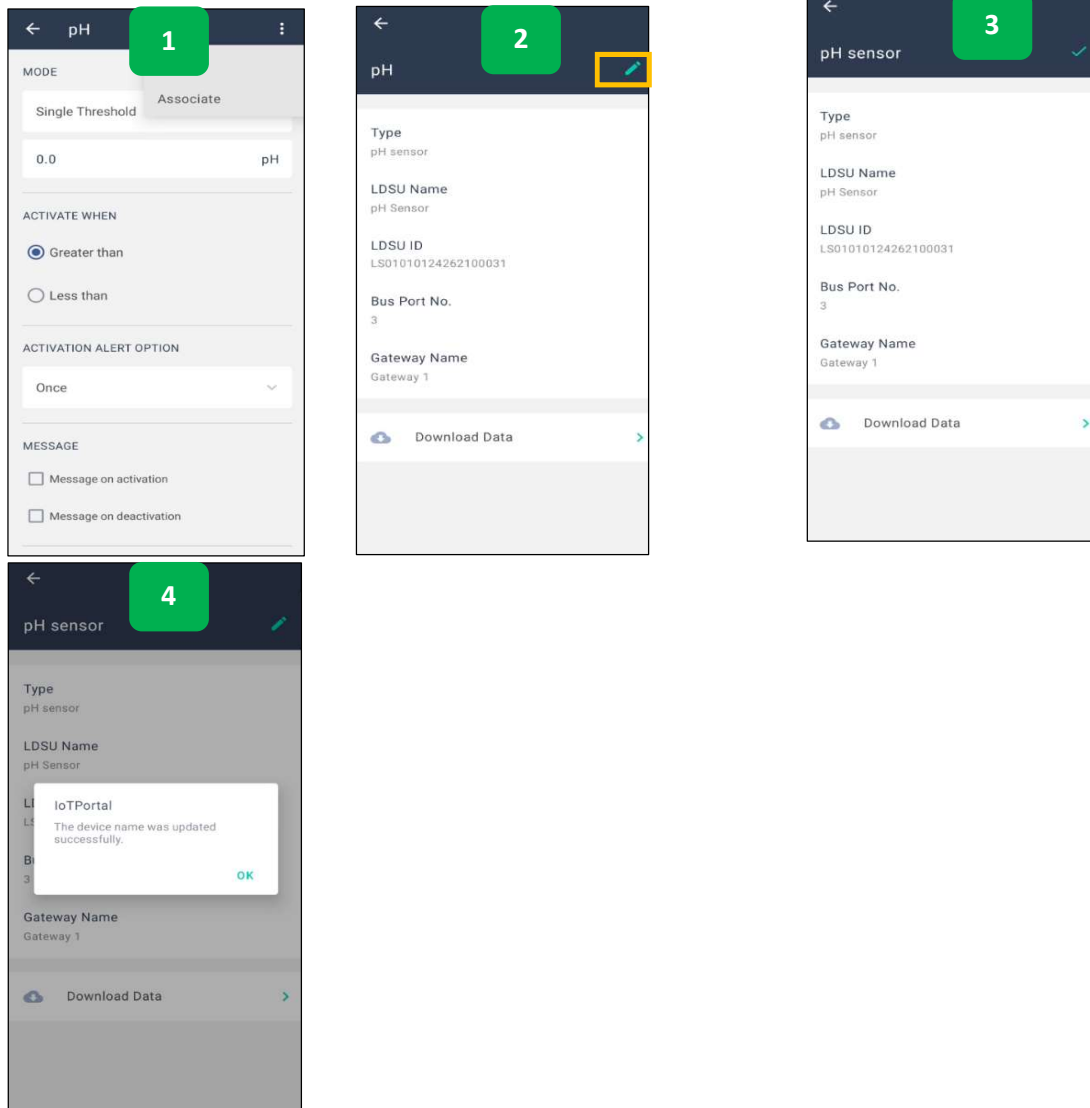 pH
1
MODE
Associate
Single Threshold
0.0 pH
ACTIVATE WHEN
Greater than
Less than
ACTIVATION ALERT OPTION
Once
MESSAGE
Message on activation
Message on deactivation
2
pH
Type
pH sensor
LDSU Name
pH Sensor
LDSU ID
LS01010124262100031
Bus Port No.
3
Gateway Name
Gateway 1
Download Data
3
pH sensor
Type
pH sensor
LDSU Name
pH Sensor
LDSU ID
LS01010124262100031
Bus Port No.
3
Gateway Name
Gateway 1
Download Data
4
pH sensor
Type
pH sensor
LDSU Name
pH Sensor
IoTPortal
The device name was updated
successfully.
OK
3
Gateway Name
Gateway 1
Download Data